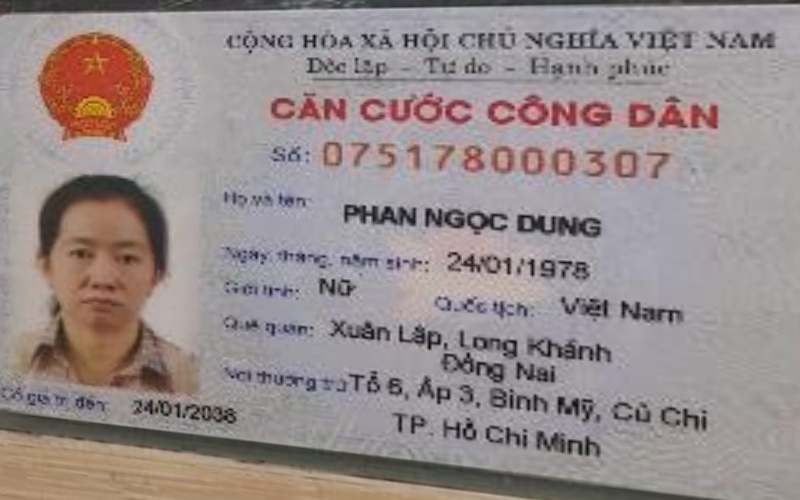 CỘNG HÒA XÃ HỘI CHỦ NGHĨA VIỆT NAM
Độc lập - Tự do - Hạnh phúc
CĂN CƯỚC CÔNG DÂN
Số: 075178000307
Họ và tên: PHAN NGỌC DUNG
Ngày, tháng, năm sinh: 24/01/1978
Giới tính: Nữ Quốc tịch: Việt Nam
Quê quán: Xuân Lập, Long Khánh
Đồng Nai
Nơi thường trú Tổ 6, Ấp 3, Bình Mỹ, Củ Chi
TP. Hồ Chí Minh
Có giá trị đến: 24/01/2038